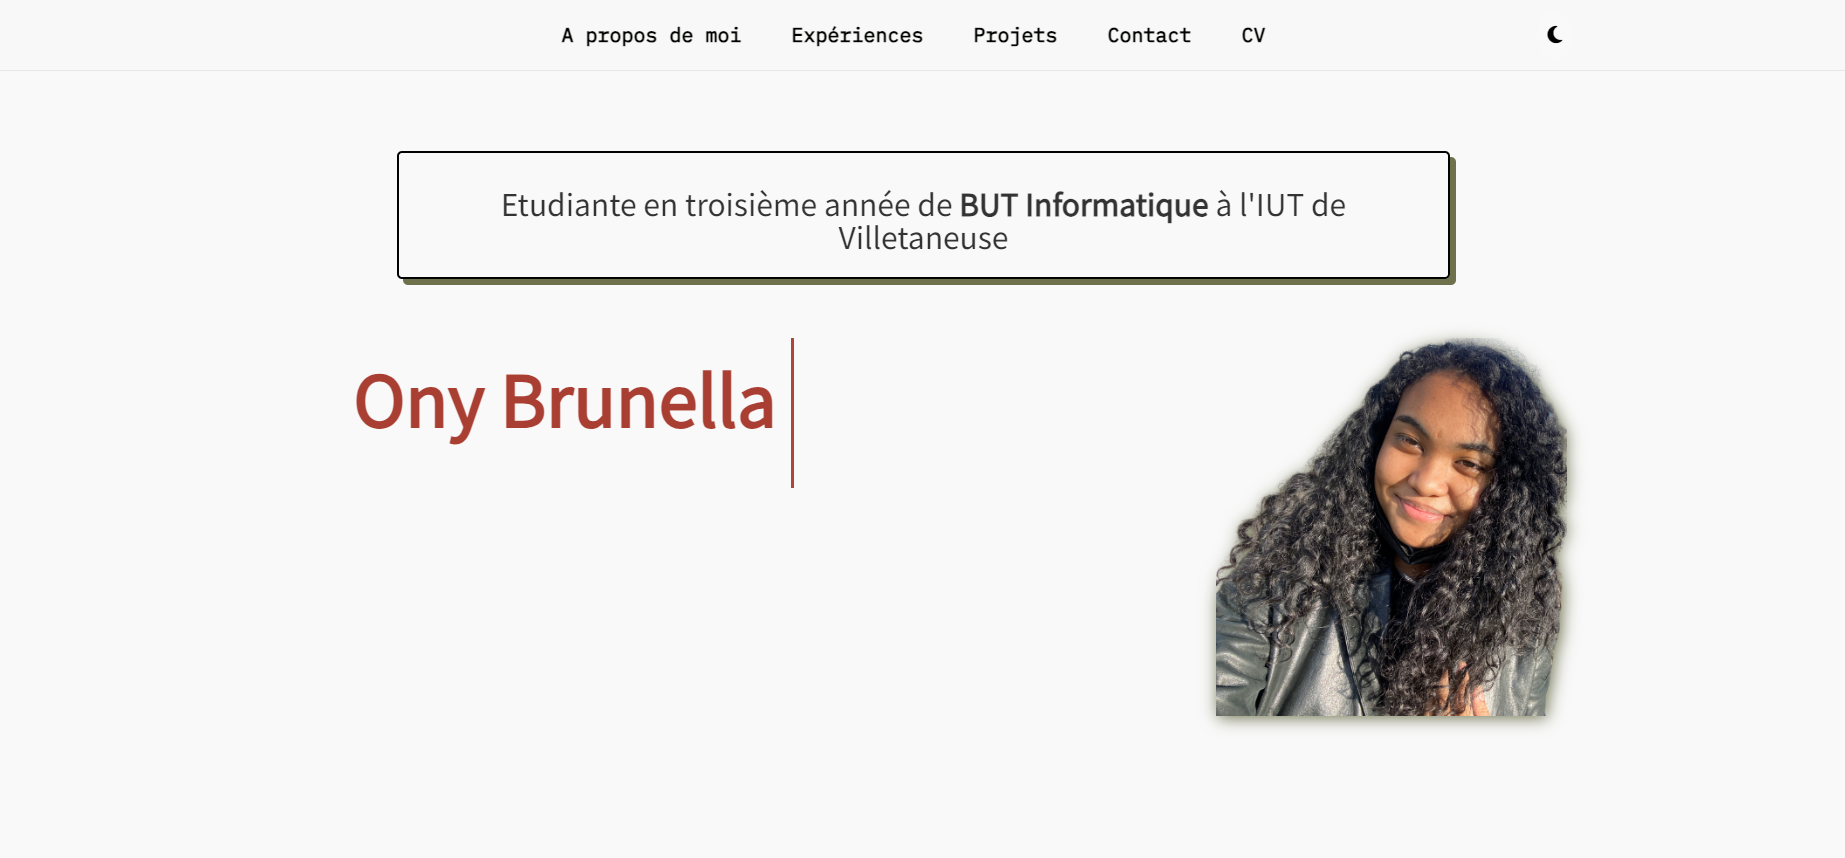 A propos de moi Expériences Projets Contact CV
Etudiante en troisième année de BUT Informatique à l'IUT de
Villetaneuse
Ony Brunella